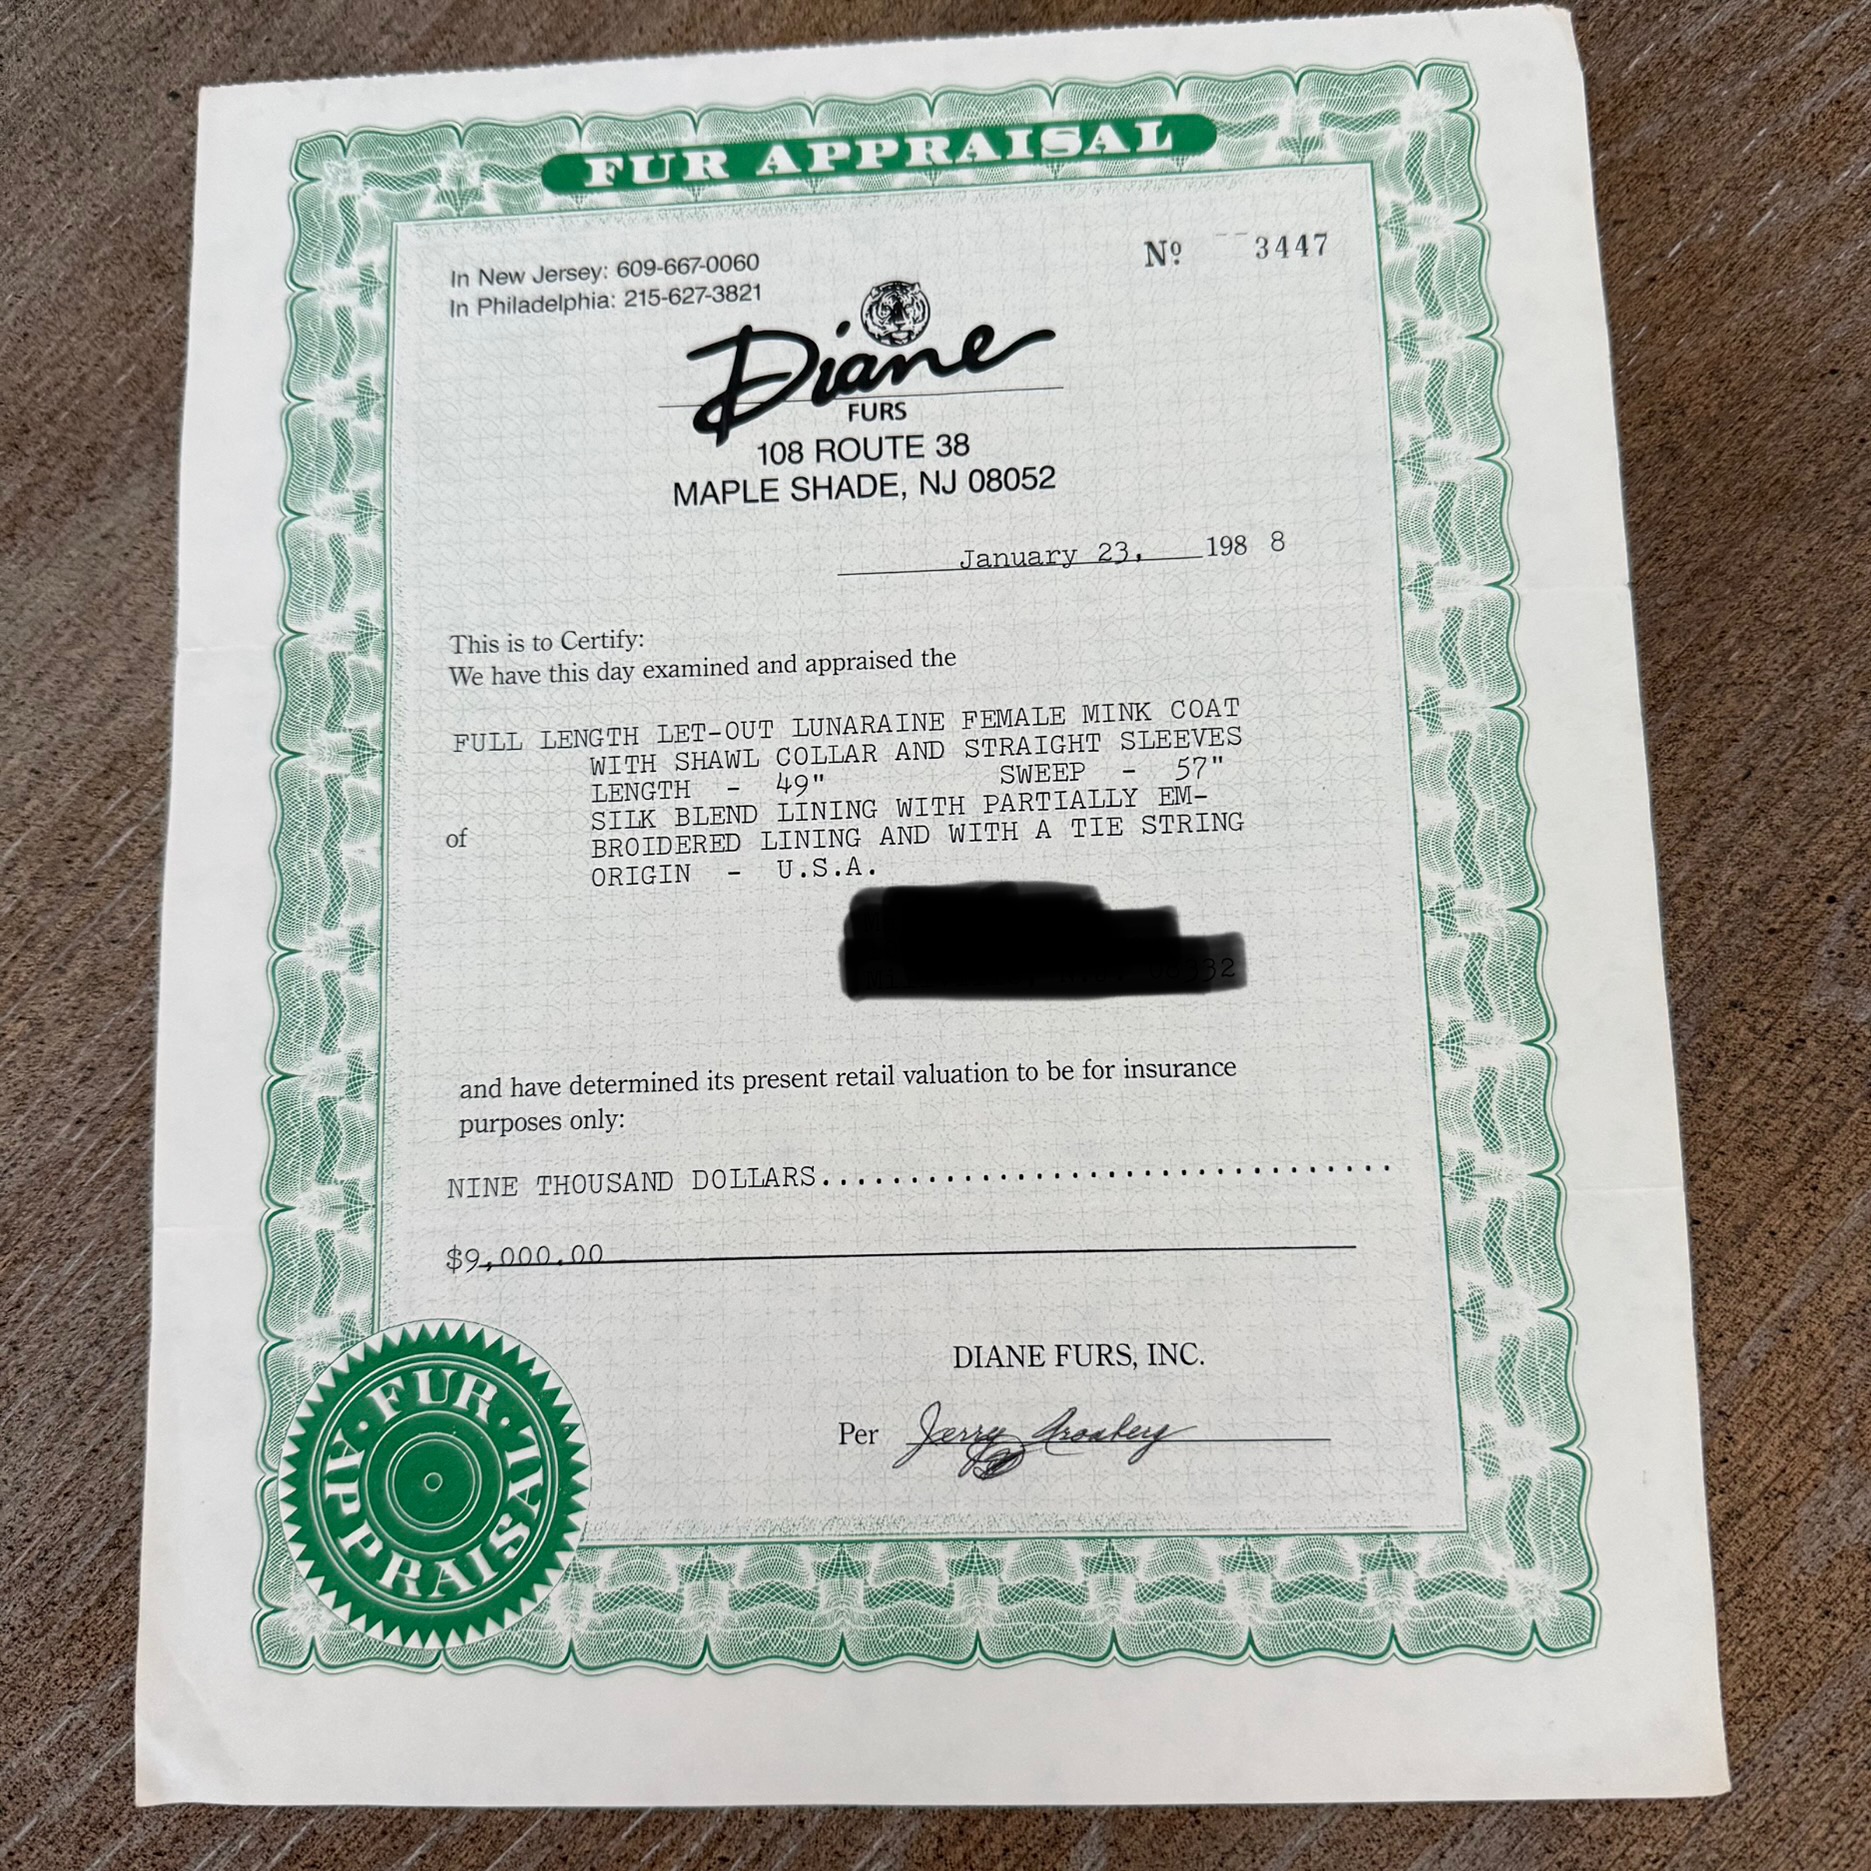 FUR APPRAISAL
In New Jersey: 609-667-0060
In Philadelphia: 215-627-3821
Nº -- 3447
Diane
FURS
108 ROUTE 38
MAPLE SHADE, NJ 08052
January 23, 198 8
This is to Certify:
We have this day examined and appraised the
FULL LENGTH LET-OUT LUNARAINE FEMALE MINK COAT
WITH SHAWL COLLAR AND STRAIGHT SLEEVES
LENGTH - 49" SWEEP - 57"
SILK BLEND LINING WITH PARTIALLY EM-
of
BROIDERED LINING AND WITH A TIE STRING
ORIGIN - U.S.A.
and have determined its present retail valuation to be for insurance
purposes only:
NINE THOUSAND DOLLARS................................
$9,000.00
DIANE FURS, INC.
Per Jerry
FUR · APPRAISAL ·